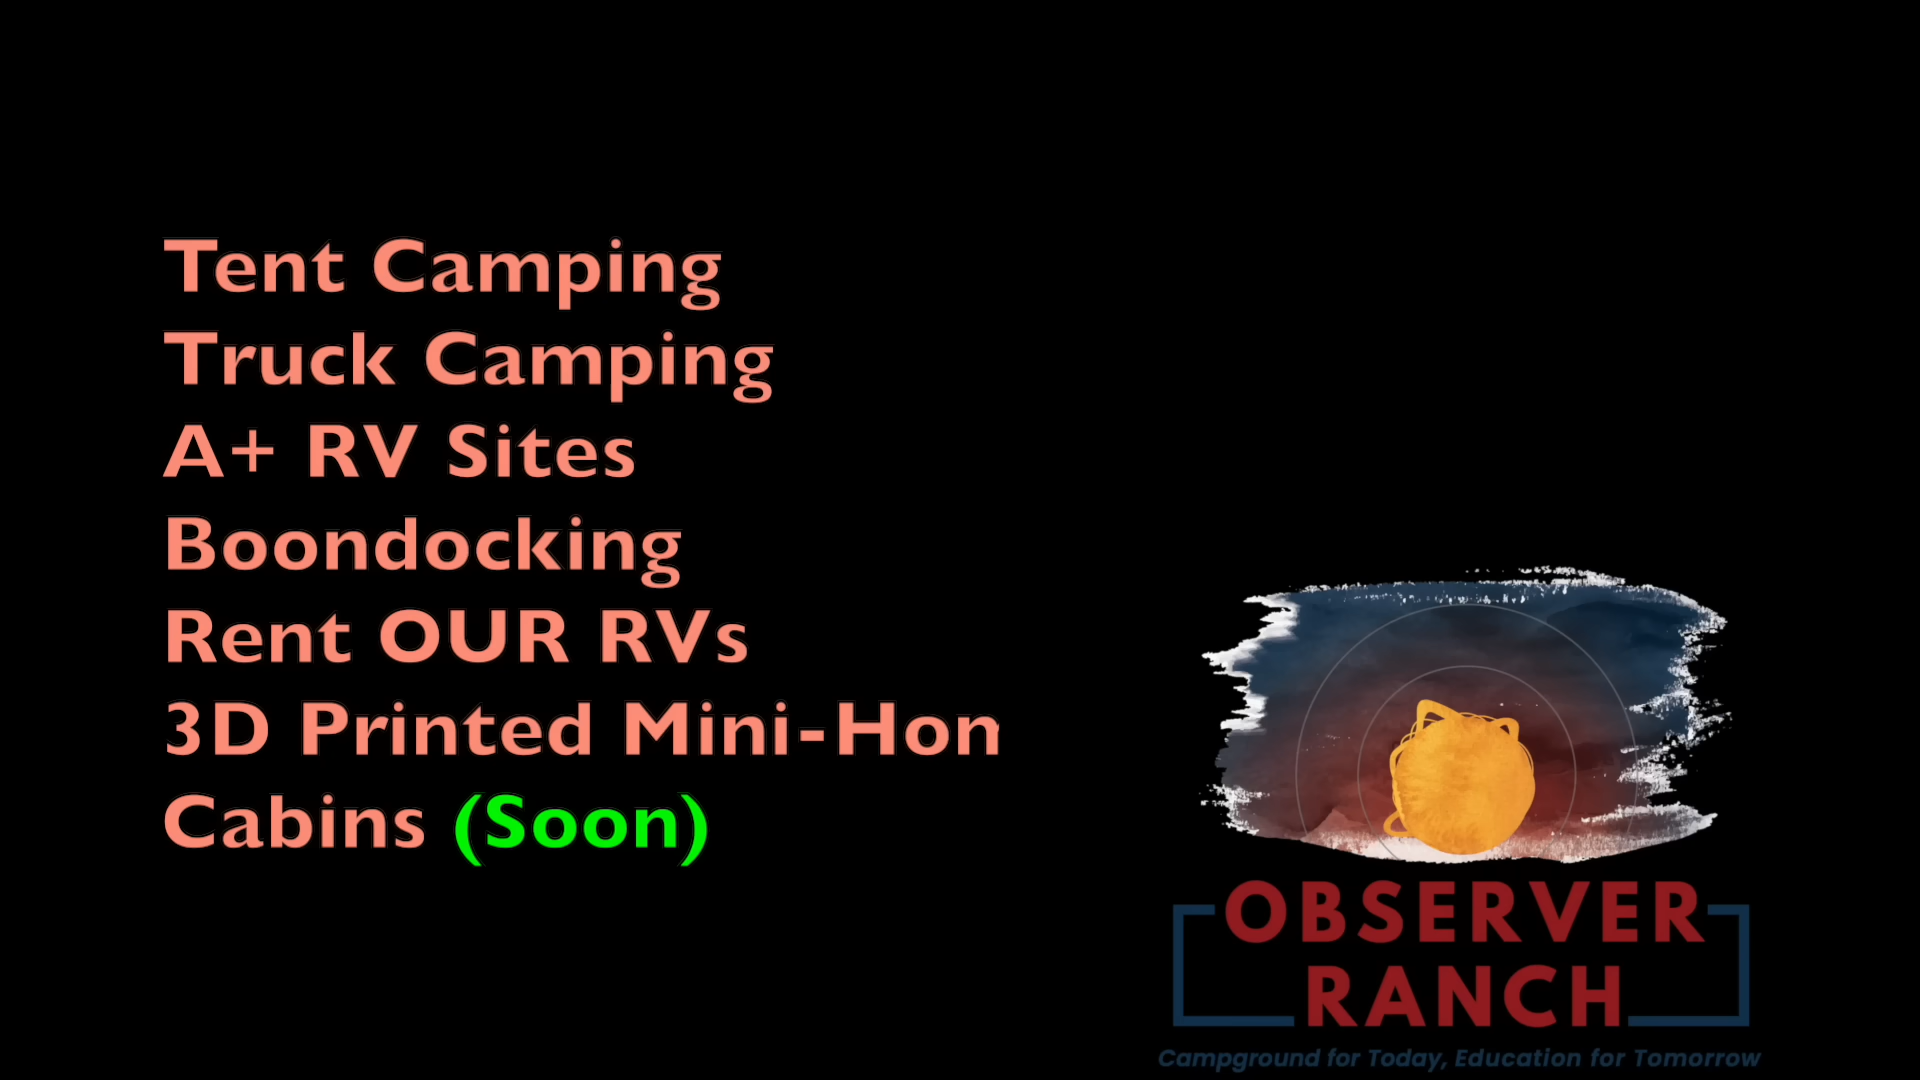 Tent Camping
Truck Camping
A+ RV Sites
Boondocking
Rent OUR RVs
3D Printed Mini-Hon
Cabins (Soon)
OBSERVER
RANCH
Campground for Today, Education for Tomorrow